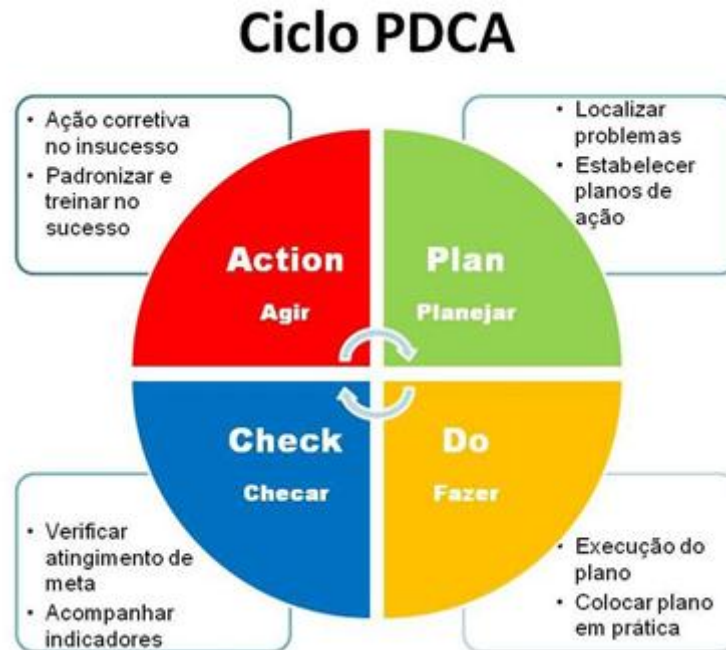 Ciclo PDCA
• Ação corretiva
no insucesso
• Padronizar e
treinar no
sucesso
• Localizar
problemas
• Estabelecer
planos de
ação
Action
Agir
Plan
Planejar
Check
Checar
Do
Fazer
• Verificar
atingimento de
meta
• Acompanhar
indicadores
• Execução do
plano
• Colocar plano
em prática